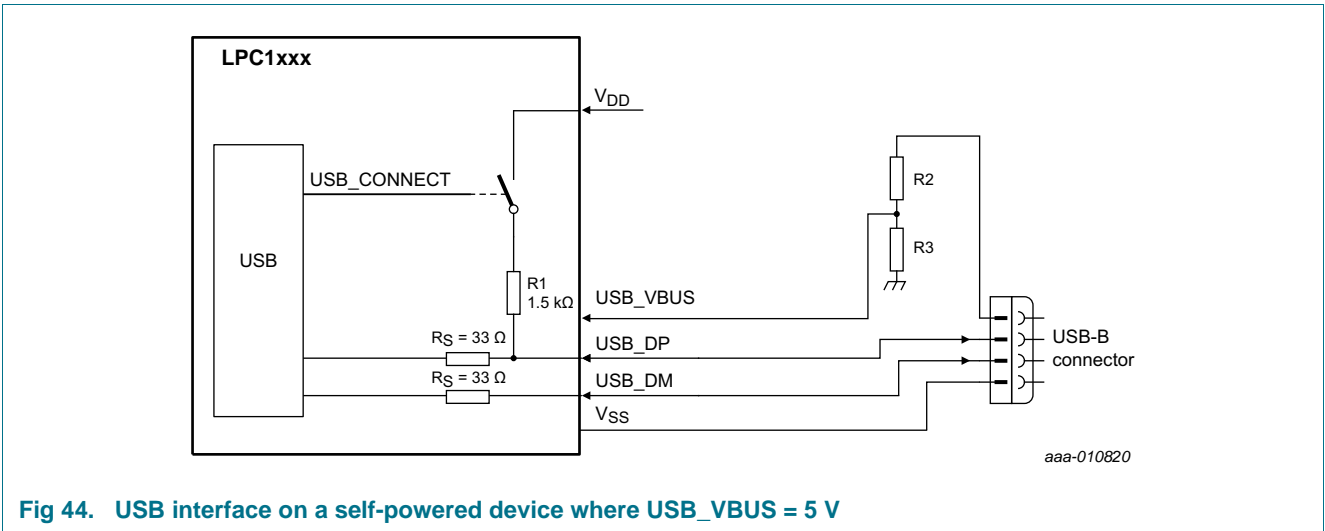 LPC1xxx
VDD
USB_CONNECT
R2
USB
R3
R1
1.5 kΩ
USB_VBUS
RS = 33 Ω
USB_DP
USB-B
connector
RS = 33 Ω
USB_DM
VSS
aaa-010820
Fig 44. USB interface on a self-powered device where USB_VBUS = 5 V